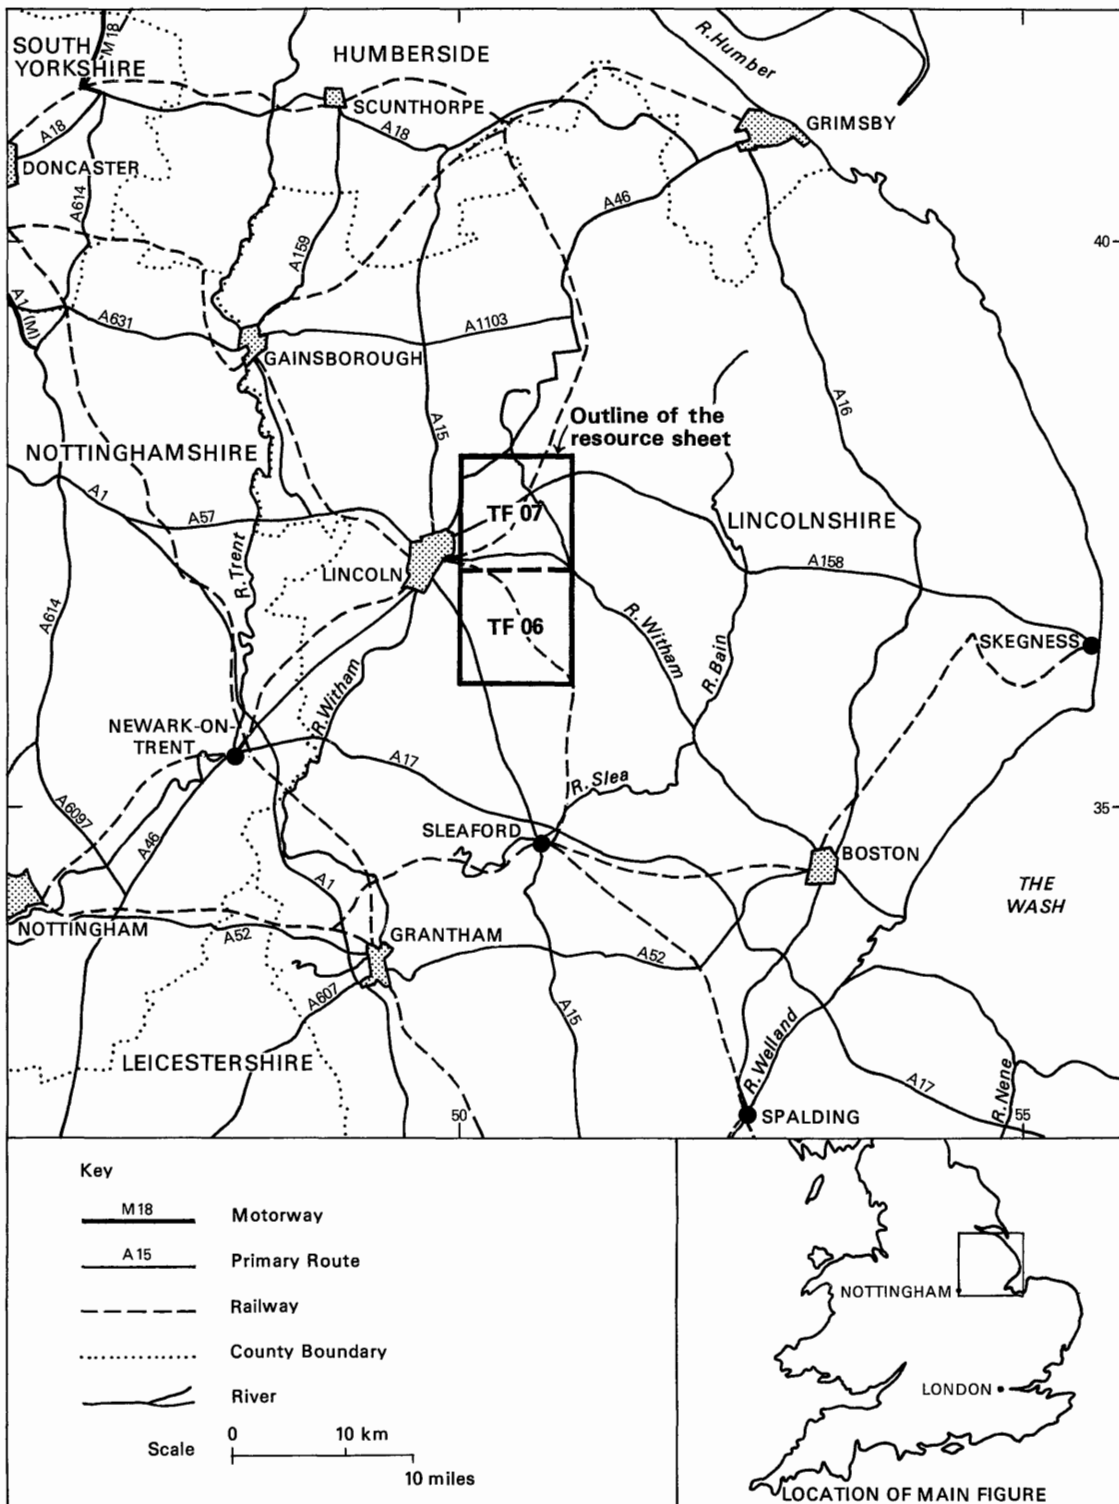 SOUTH
YORKSHIRE
M 18
HUMBERSIDE
R. Humber
SCUNTHORPE
GRIMSBY
A18
A18
DONCASTER
A614
A46
A159
40
A1(M)
A631
A1103
GAINSBOROUGH
A15
A16
Outline of the
resource sheet
NOTTINGHAMSHIRE
A1
A57
TF 07
LINCOLNSHIRE
R. Trent
LINCOLN
A158
A614
TF 06
R. Witham
R. Bain
SKEGNESS
R. Witham
NEWARK-ON-
TRENT
A17
R. Slea
A6097
A46
SLEAFORD
35
BOSTON
A1
THE
WASH
NOTTINGHAM
A52
GRANTHAM
A52
A607
A15
LEICESTERSHIRE
R. Welland
A17
R. Nene
50
SPALDING
55
Key
M18
Motorway
A 15
Primary Route
Railway
County Boundary
River
Scale
0
10 km
10 miles
NOTTINGHAM
LONDON
LOCATION OF MAIN FIGURE